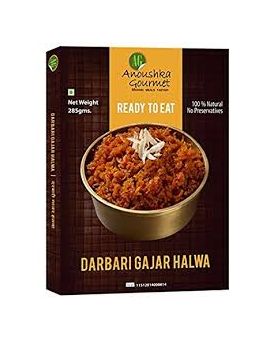 Anoushka
Gourmet
Net Weight
285gms.
READY TO EAT
100 % Natural
No Preservatives
DARBARI GAJAR HALWA
DARBARI GAJAR HALWA